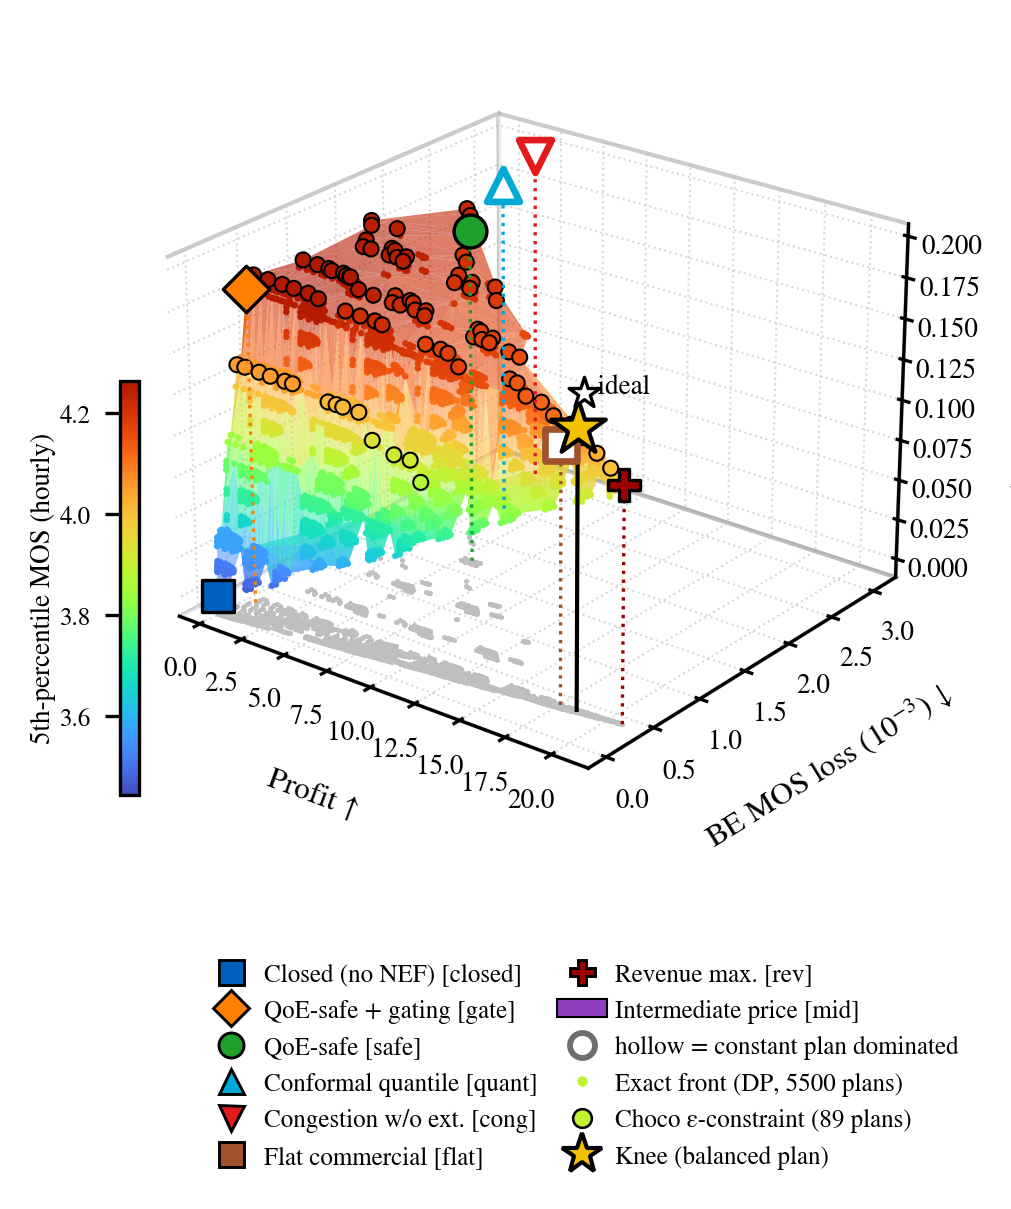 ideal
0.200
0.175
0.150
0.125
0.100
0.075
0.050
0.025
0.000
4.2
4.0
3.8
3.6
5th-percentile MOS (hourly)
0.0
2.5
5.0
7.5
10.0
12.5
15.0
17.5
20.0
Profit ↑
0.0
0.5
1.0
1.5
2.0
2.5
3.0
BE MOS loss (10⁻³) ↓
Closed (no NEF) [closed]
QoE-safe + gating [gate]
QoE-safe [safe]
Conformal quantile [quant]
Congestion w/o ext. [cong]
Flat commercial [flat]
Revenue max. [rev]
Intermediate price [mid]
hollow = constant plan dominated
Exact front (DP, 5500 plans)
Choco ε-constraint (89 plans)
Knee (balanced plan)